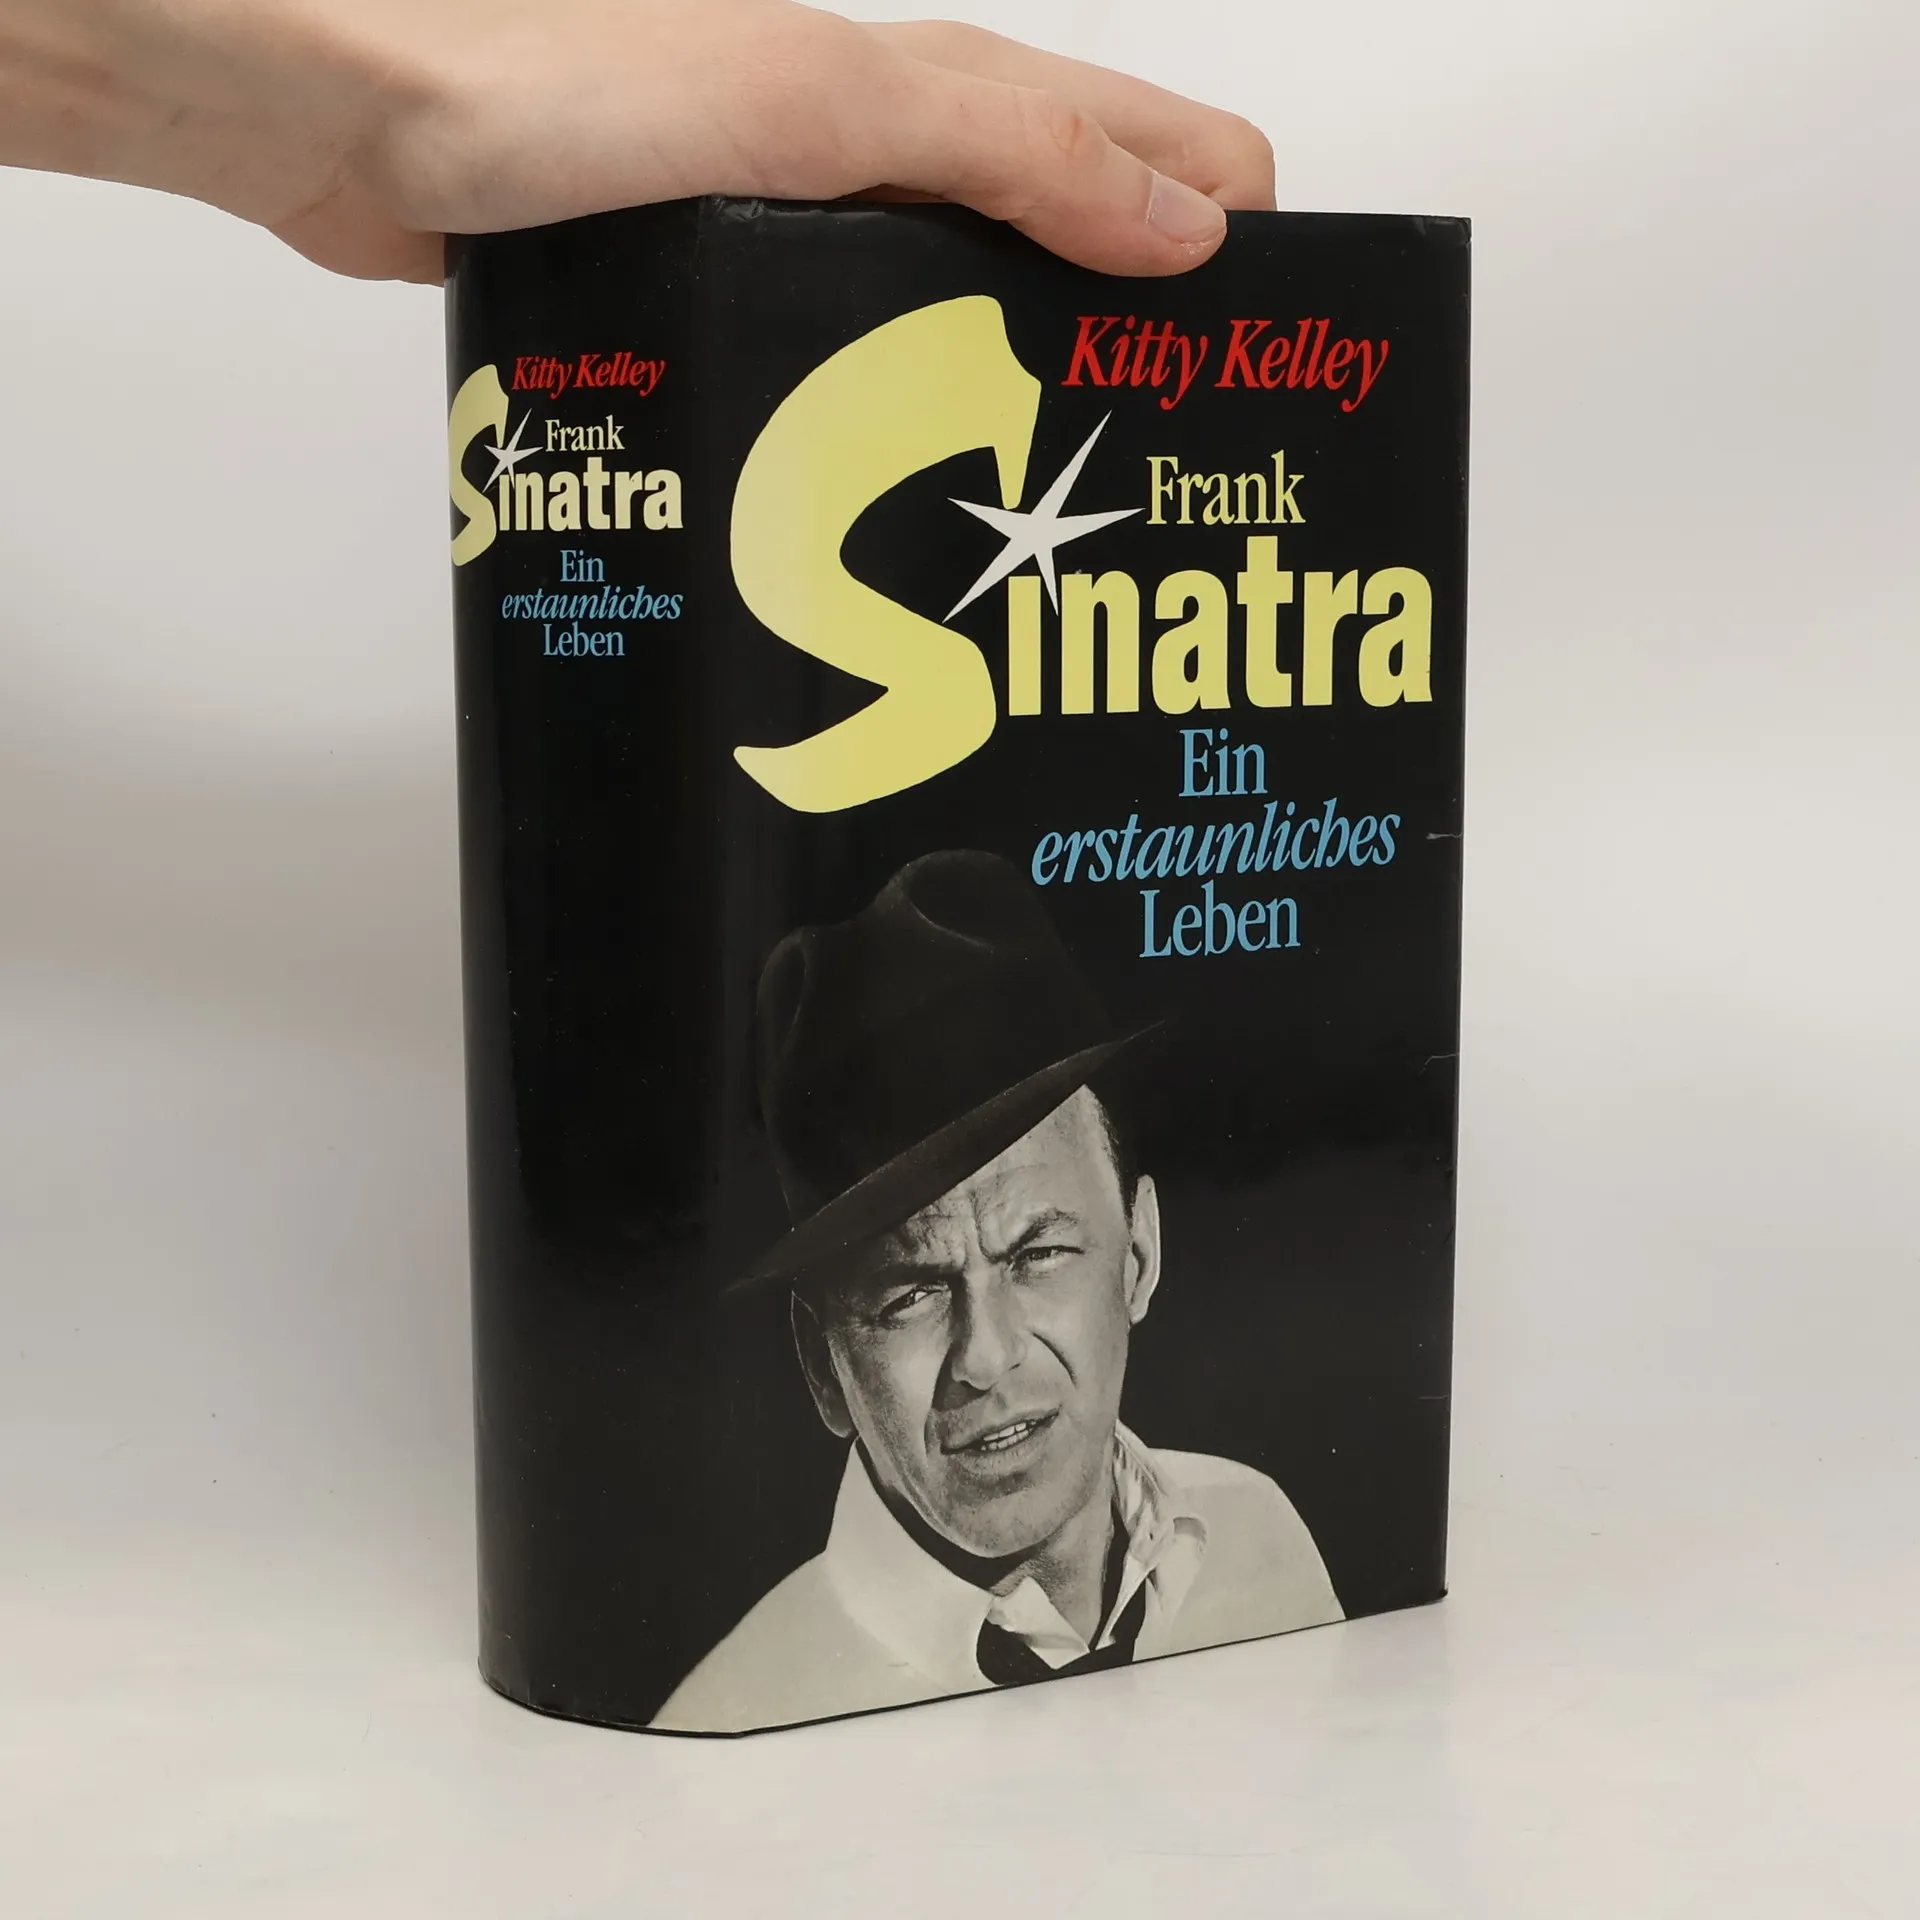 Kitty Kelley
Frank
Sinatra
Ein
erstaunliches
Leben
Kitty Kelley
Frank
Sinatra
Ein
erstaunliches
Leben